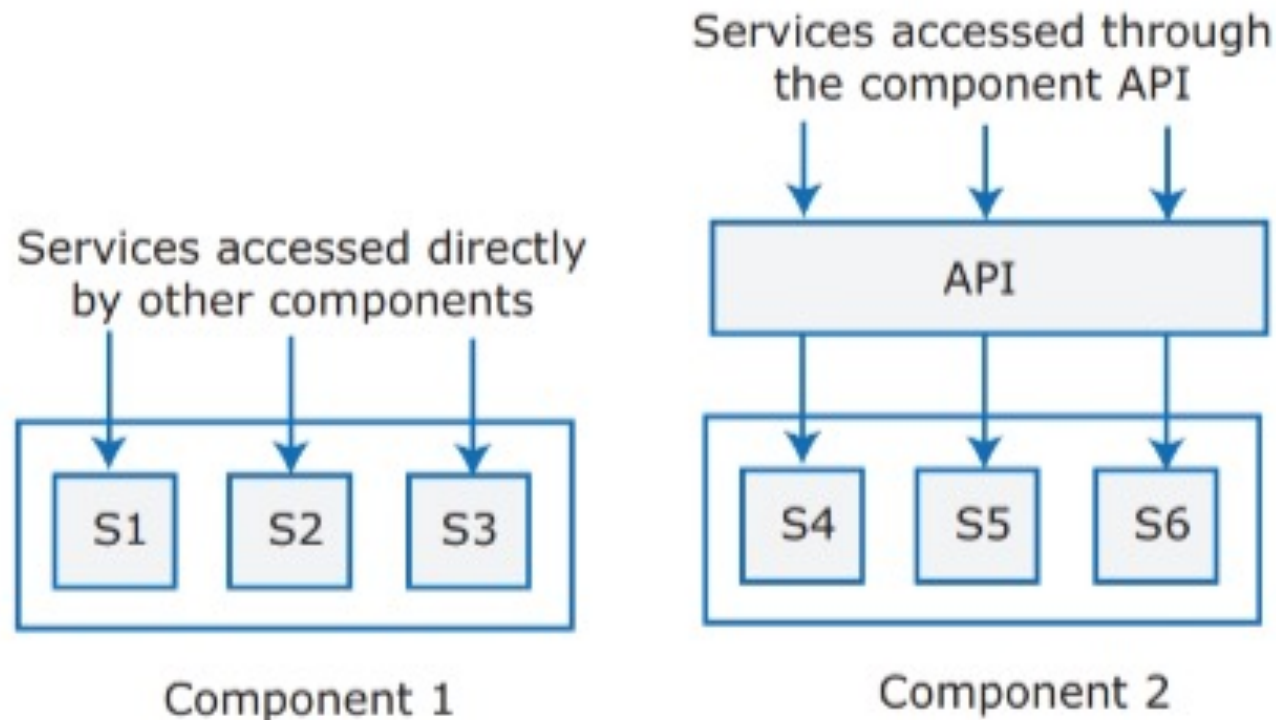 Services accessed directly
by other components
S1
S2
S3
Component 1
Services accessed through
the component API
API
S4
S5
S6
Component 2